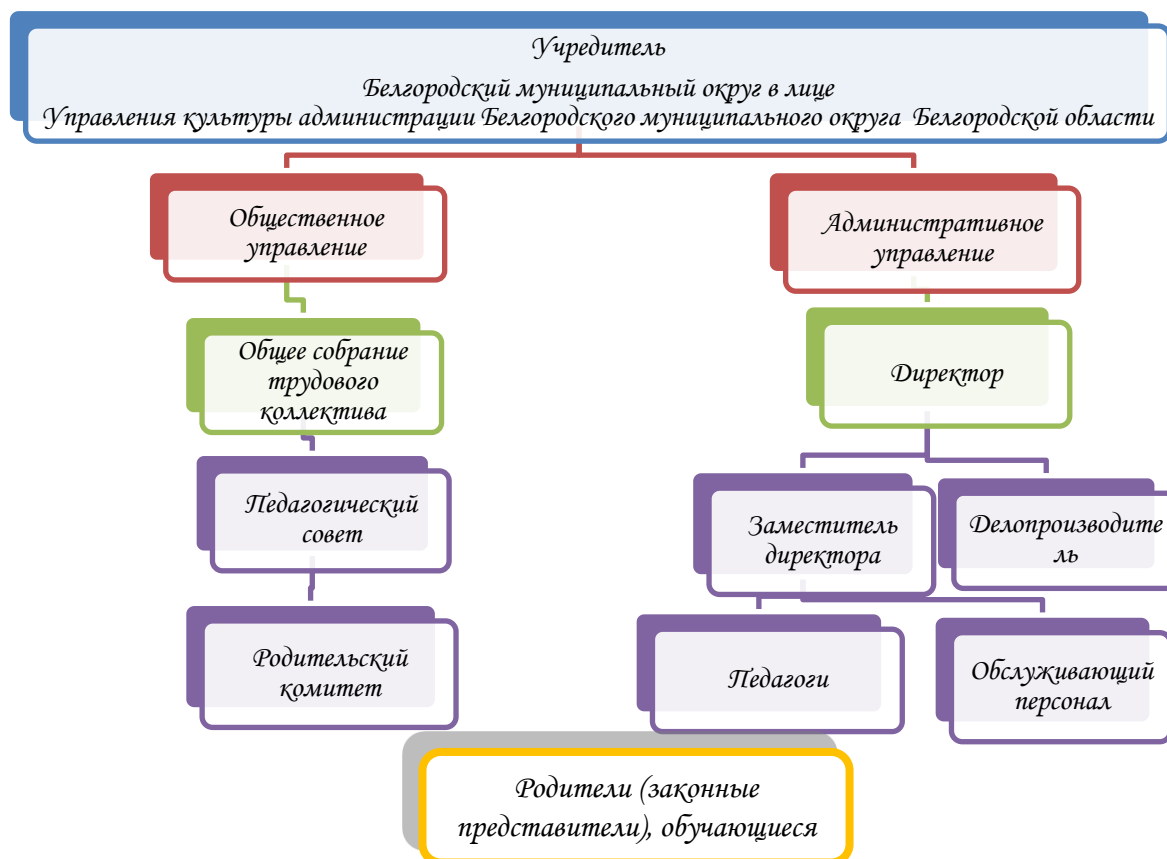 Учредитель
Белгородский муниципальный округ в лице
Управления культуры администрации Белгородского муниципального округа Белгородской области
Общественное
управление
Административное
управление
Общее собрание
трудового
коллектива
Директор
Педагогический
совет
Заместитель
директора
Делопроизводите
ль
Родительский
комитет
Педагоги
Обслуживающий
персонал
Родители (законные
представители), обучающиеся